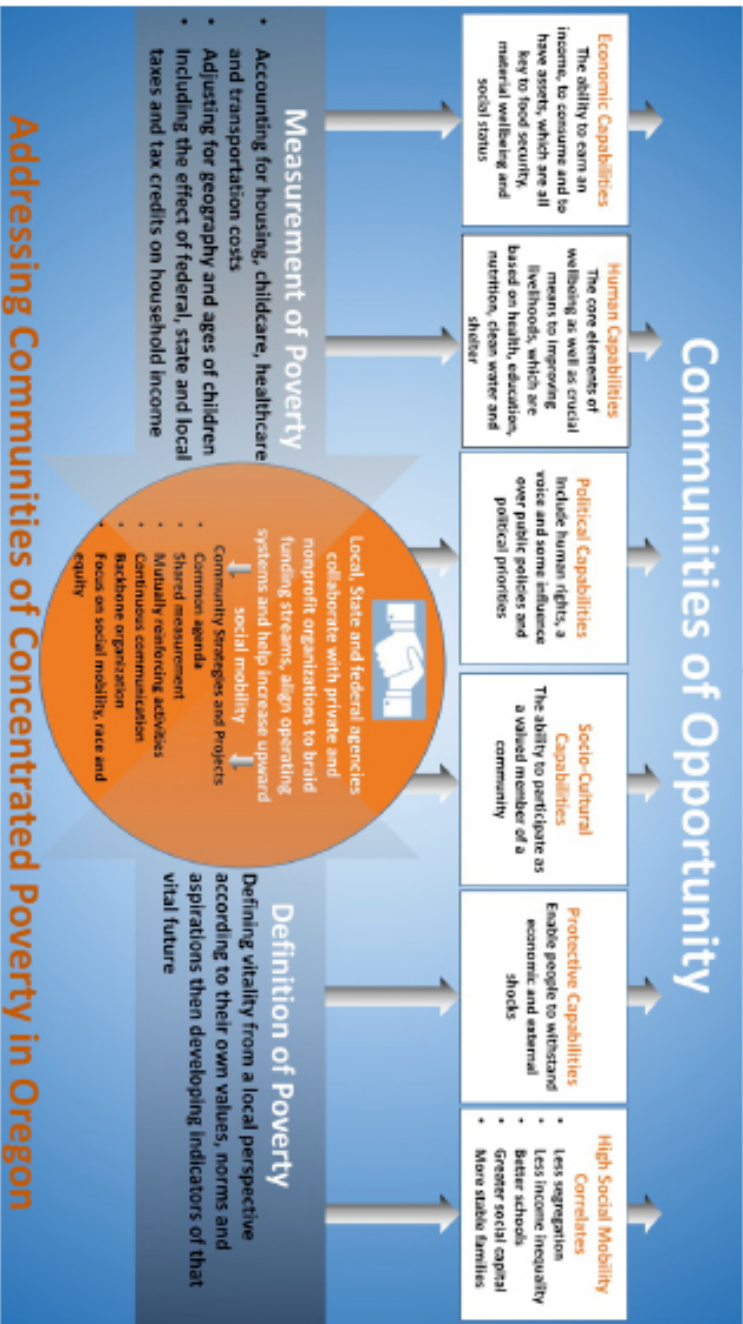 Communities of Opportunity
Economic Capabilities
The ability to earn an
income, to consume and to
have assets, which are all
key to food security,
material wellbeing and
social status
Human Capabilities
The core elements of
wellbeing as well as crucial
means to improving
livelihoods, which are
based on health, education,
nutrition, clean water and
shelter
Political Capabilities
Include human rights, a
voice and some influence
over public policies and
political priorities
Socio-Cultural
Capabilities
The ability to participate as
a valued member of a
community
Protective Capabilities
Enable people to withstand
economic and external
shocks
High Social Mobility
Correlates
• Less segregation
• Less income inequality
• Better schools
• Greater social capital
• More stable families
Measurement of Poverty
• Accounting for housing, childcare, healthcare
and transportation costs
• Adjusting for geography and ages of children
• Including the effect of federal, state and local
taxes and tax credits on household income
Local, State and federal agencies
collaborate with private and
nonprofit organizations to braid
funding streams, align operating
systems and help increase upward
social mobility
Community Strategies and Projects
• Common agenda
• Shared measurement
• Mutually reinforcing activities
• Continuous communication
• Backbone organization
• Focus on social mobility, race and
equity
Definition of Poverty
Defining vitality from a local perspective
according to their own values, norms and
aspirations then developing indicators of that
vital future
Addressing Communities of Concentrated Poverty in Oregon